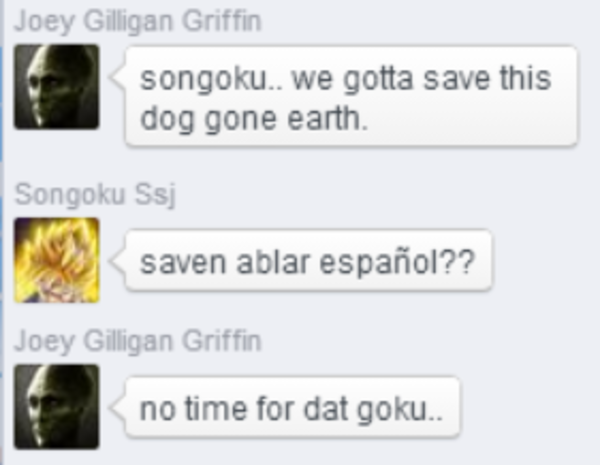 Joey Gilligan Griffin
songoku.. we gotta save this
dog gone earth.
Songoku Ssj
saven ablar español??
Joey Gilligan Griffin
no time for dat goku..